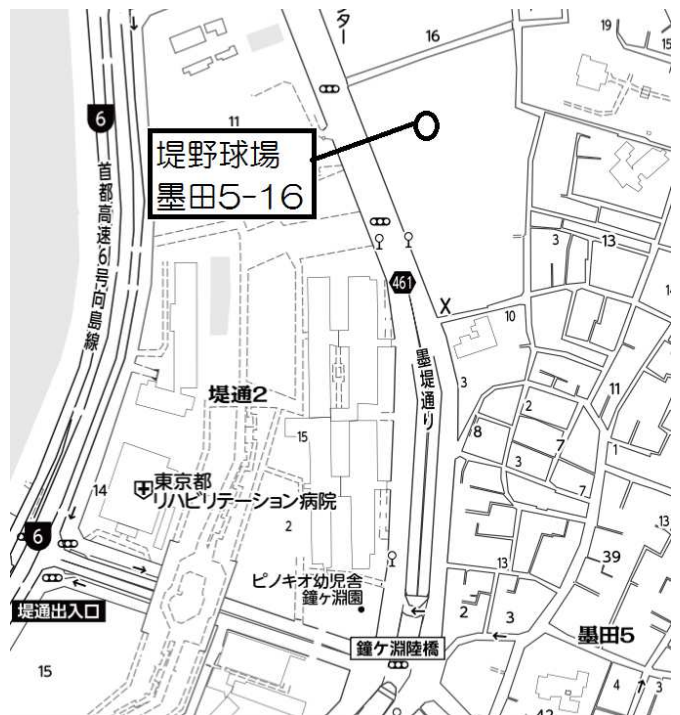 ター
16
19
15
11
6
堤野球場
墨田5-16
首都高速6号向島線
3
13
14
461
X
10
墨堤通り
堤通2
3
2
11
8
7
15
3
1
7
14
東京都
リハビリテーション病院
2
13
6
39
13
ピノキオ幼児舎
鐘ヶ淵園
堤通出入口
2
3
墨田5
鐘ケ淵陸橋
15
4
3
42